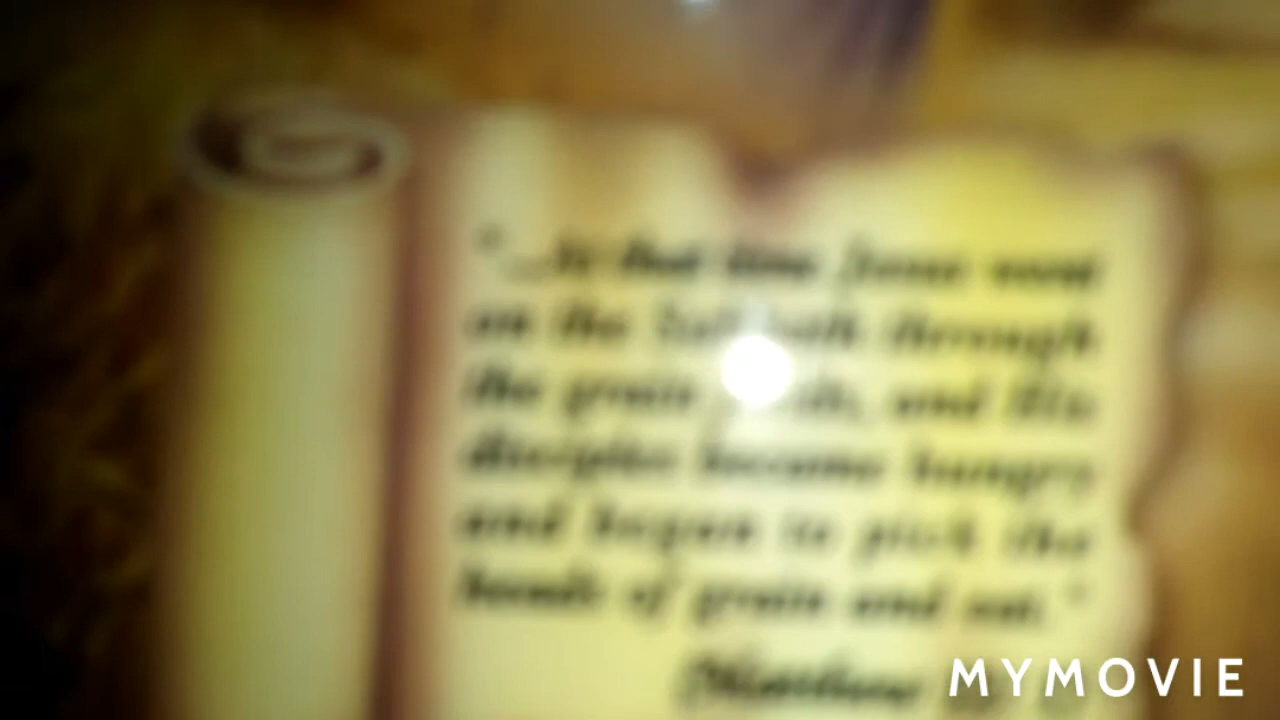 "...At that time Jesus went
on the Sabbath through
the grain fields, and His
disciples became hungry
and began to pick the
heads of grain and eat."
(Matthew
MYMOVIE